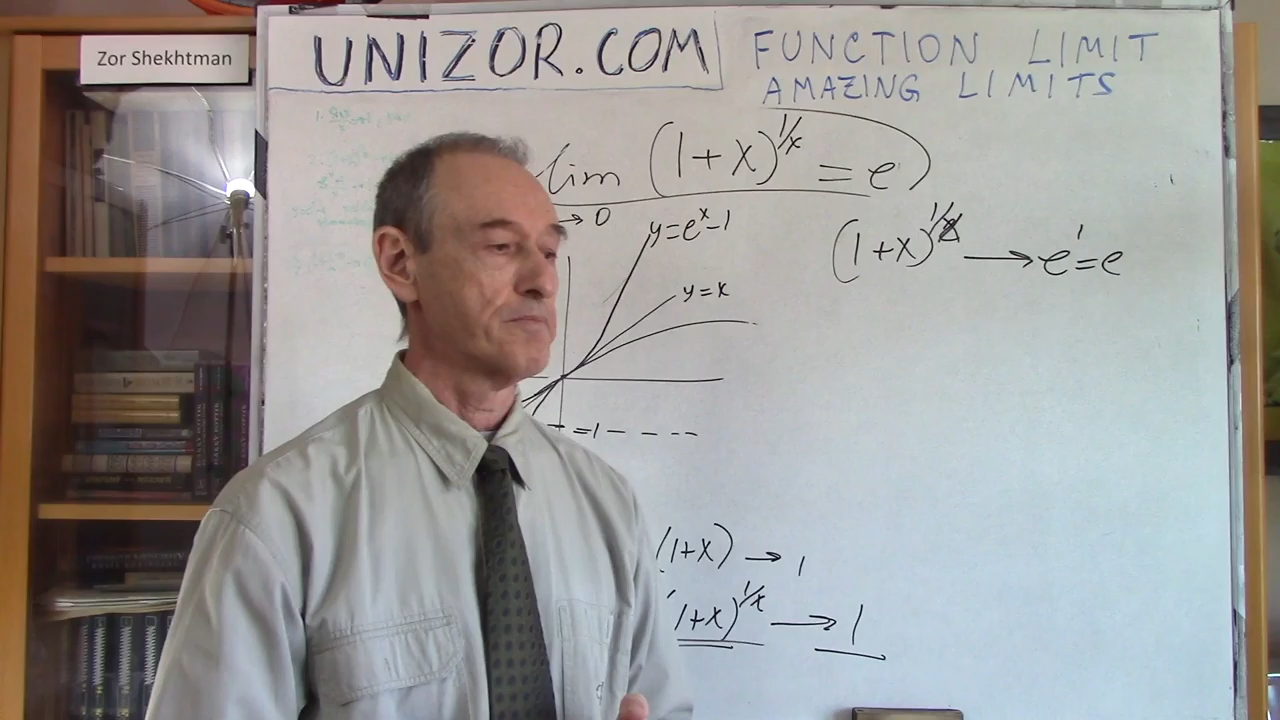 Zor Shekhtman
UNIZOR.COM
FUNCTION LIMIT
AMAZING LIMITS
lim (1+x)^1/x = e
→ 0
y=e^x-1
(1+x)^1/x → e^1=e
y=x
=1
(1+x) → 1
1+x)^1/x → 1